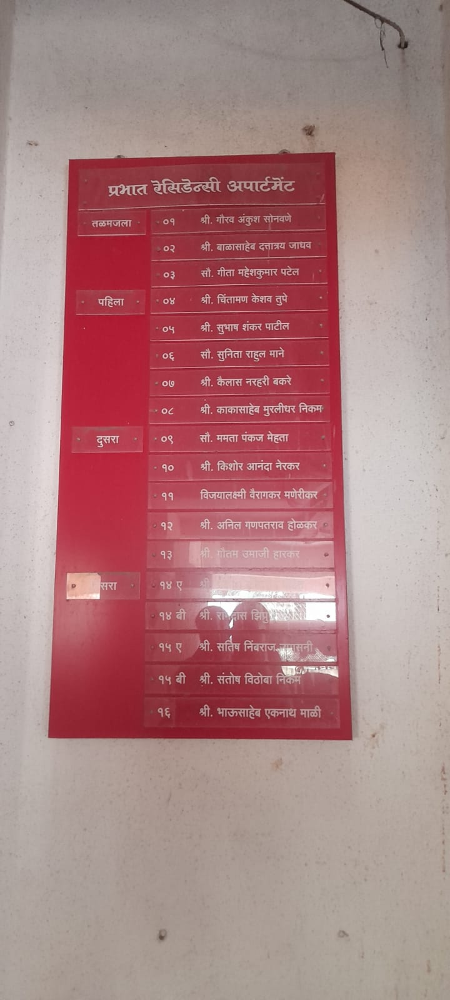 प्रभात रेसिडेन्सी अपार्टमेंट
तळमजला ०१ श्री. गौरव अंकुश सोनवणे
०२ श्री. बाळासाहेब दत्तात्रय जाधव
०३ सौ. गीता महेशकुमार पटेल
पहिला ०४ श्री. चिंतामण केशव तुपे
०५ श्री. सुभाष शंकर पाटील
०६ सौ. सुनिता राहुल माने
०७ श्री. कैलास नरहरी बकरे
०८ श्री. काकासाहेब मुरलीधर निकम
दुसरा ०९ सौ. ममता पंकज मेहता
१० श्री. किशोर आनंदा नेरकर
११ विजयालक्ष्मी वैरागकर मणेरीकर
१२ श्री. अनिल गणपतराव होळकर
१३ श्री. गौतम उमाजी हारकर
१४ ए श्री.
१४ बी श्री. रामदास
१५ ए श्री. सतिष निंबराज
१५ बी श्री. संतोष विठोबा निकम
१६ श्री. भाऊसाहेब एकनाथ माळी